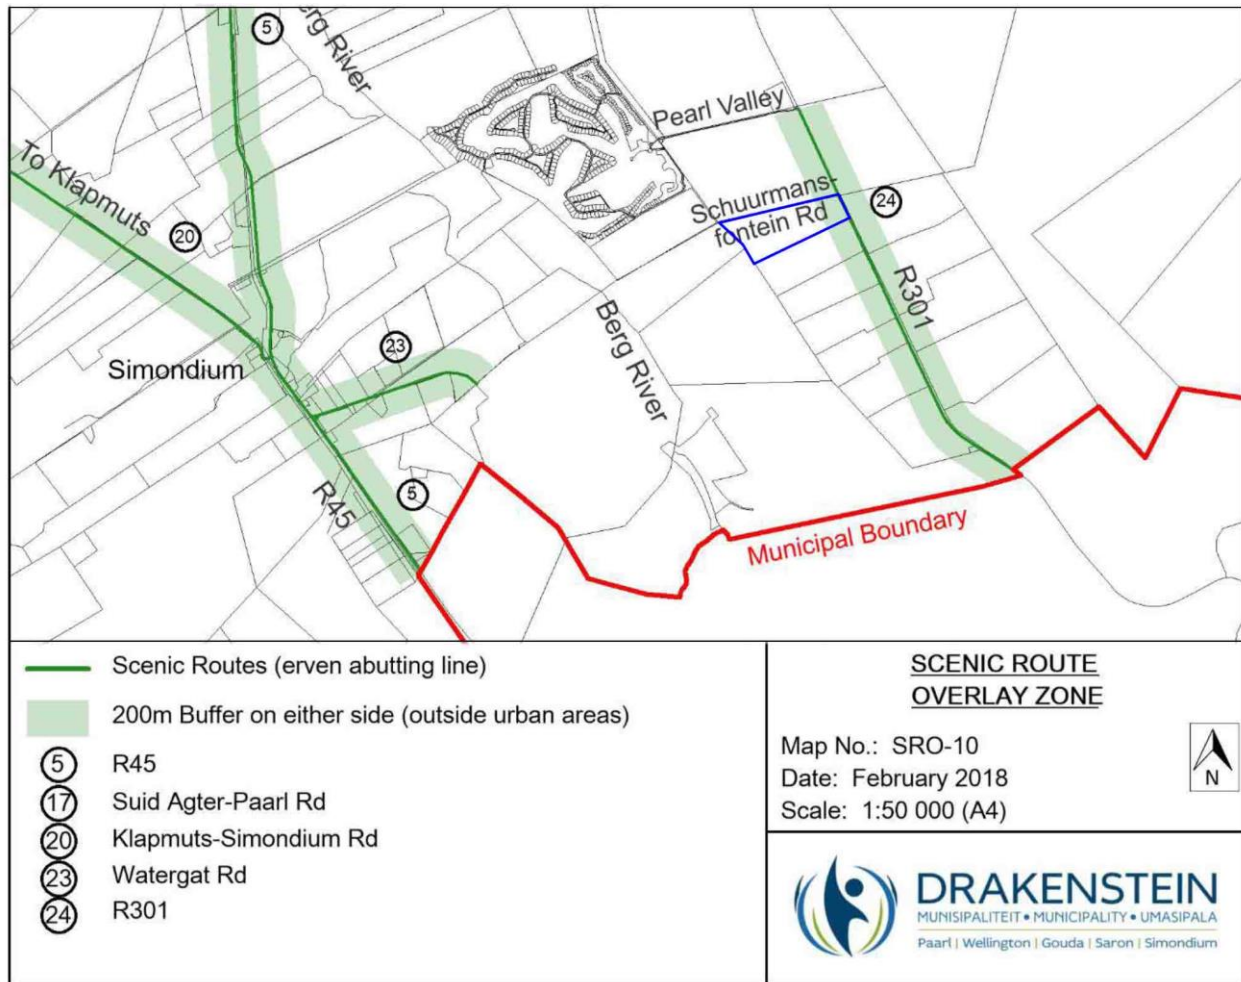 5
erg River
Pearl Valley
To Klapmuts
20
Schuurmans-
fontein Rd
24
R301
Berg River
23
Simondium
5
R45
Municipal Boundary
Scenic Routes (erven abutting line)
200m Buffer on either side (outside urban areas)
5 R45
17 Suid Agter-Paarl Rd
20 Klapmuts-Simondium Rd
23 Watergat Rd
24 R301
SCENIC ROUTE
OVERLAY ZONE
Map No.: SRO-10
Date: February 2018
Scale: 1:50 000 (A4)
N
DRAKENSTEIN
MUNISIPALITEIT • MUNICIPALITY • UMASIPALA
Paarl | Wellington | Gouda | Saron | Simondium